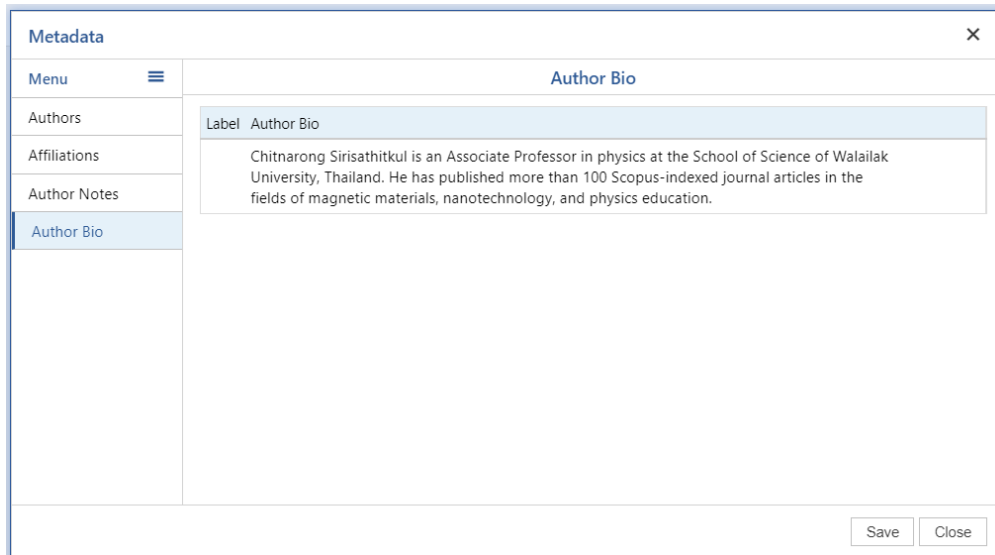 Metadata
Menu
Author Bio
Authors
Affiliations
Author Notes
Author Bio
Label Author Bio
Chitnarong Sirisathitkul is an Associate Professor in physics at the School of Science of Walailak
University, Thailand. He has published more than 100 Scopus-indexed journal articles in the
fields of magnetic materials, nanotechnology, and physics education.
Save Close